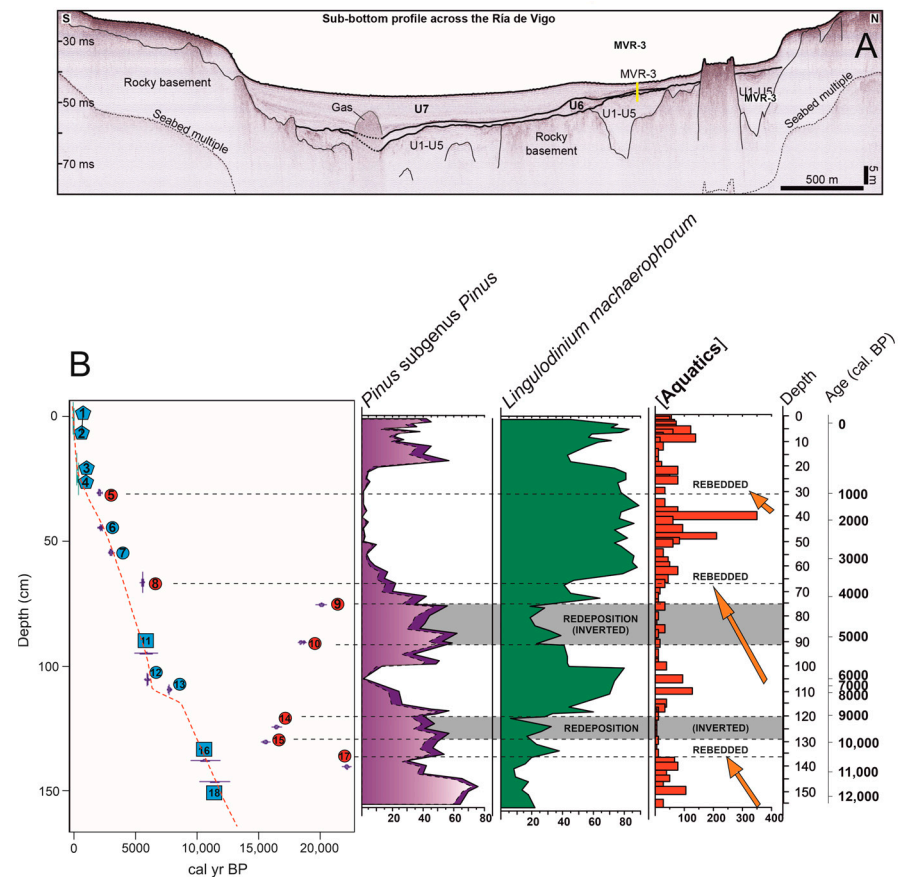 Sub-bottom profile across the Ría de Vigo
S
N
A
30 ms
50 ms
70 ms
MVR-3
MVR-3
Rocky basement
Gas
U7
U6
U1-U5
U1-U5
U1-U5
MVR-3
Seabed multiple
Seabed multiple
U1-U5
Rocky
basement
500 m
5 m
B
Pinus subgenus Pinus
Lingulodinium machaerophorum
[Aquatics]
Depth
Age (cal. BP)
Depth (cm)
0
50
100
150
0 5000 10,000 15,000 20,000
cal yr BP
1
2
3
4
5
6
7
8
9
10
11
12
13
14
15
16
17
18
20 40 60 80
20 40 60 80
100 200 300 400
REBEDDED
REBEDDED
REDEPOSITION
(INVERTED)
REDEPOSITION
(INVERTED)
REBEDDED
0
10
20
30
40
50
60
70
80
90
100
110
120
130
140
150
0
1000
2000
3000
4000
5000
6000
7000
8000
9000
10,000
11,000
12,000